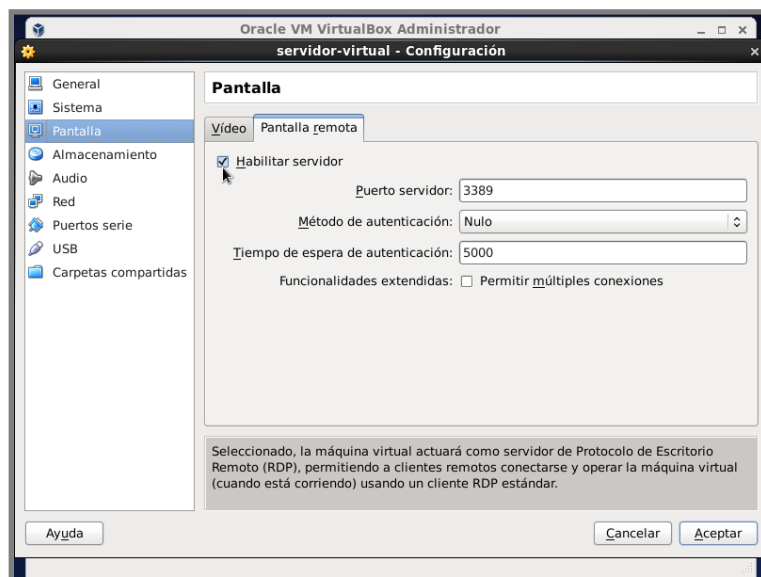 Oracle VM VirtualBox Administrador
servidor-virtual - Configuración
General
Sistema
Pantalla
Almacenamiento
Audio
Red
Puertos serie
USB
Carpetas compartidas
Pantalla
Vídeo
Pantalla remota
Habilitar servidor
Puerto servidor: 3389
Método de autenticación: Nulo
Tiempo de espera de autenticación: 5000
Funcionalidades extendidas: Permitir múltiples conexiones
Seleccionado, la máquina virtual actuará como servidor de Protocolo de Escritorio
Remoto (RDP), permitiendo a clientes remotos conectarse y operar la máquina virtual
(cuando está corriendo) usando un cliente RDP estándar.
Ayuda
Cancelar
Aceptar